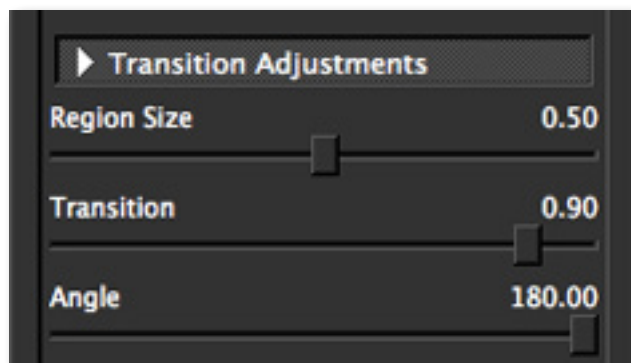 Transition Adjustments
Region Size 0.50
Transition 0.90
Angle 180.00